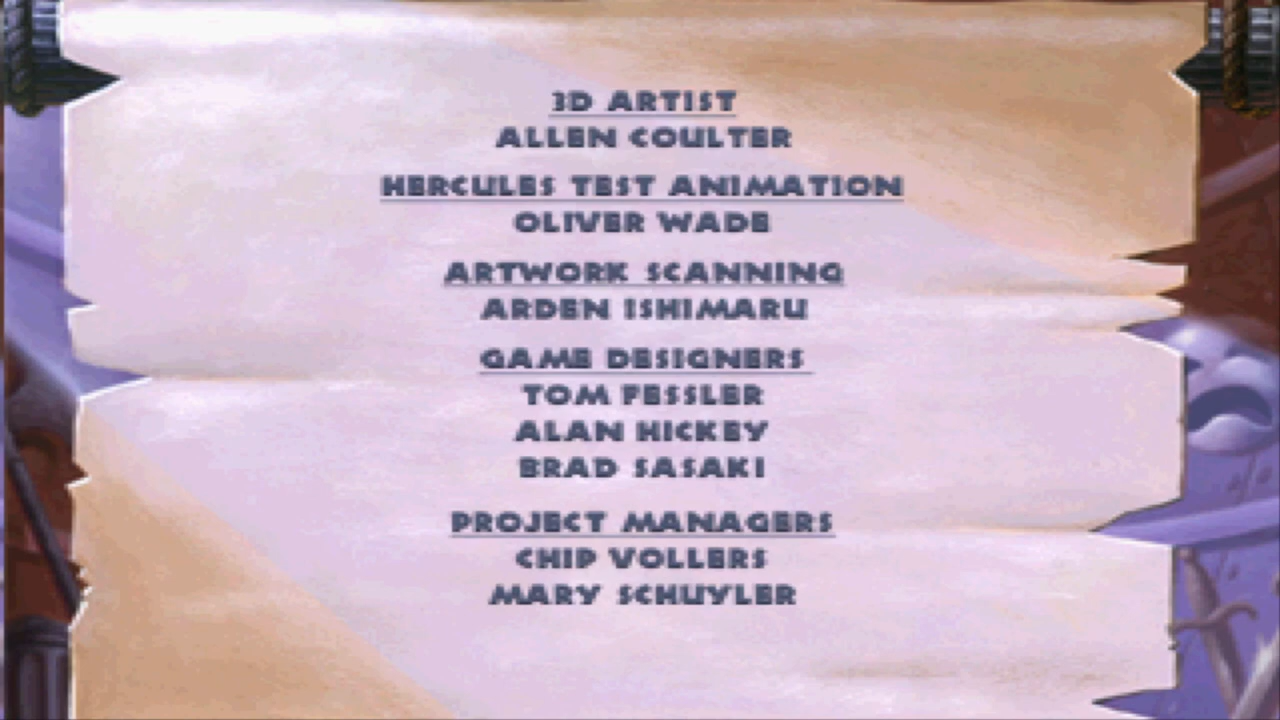 3D ARTIST
ALLEN COULTER
HERCULES TEST ANIMATION
OLIVER WADE
ARTWORK SCANNING
ARDEN ISHIMARU
GAME DESIGNERS
TOM FESSLER
ALAN HICKEY
BRAD SASAKI
PROJECT MANAGERS
CHIP VOLLERS
MARY SCHUYLER